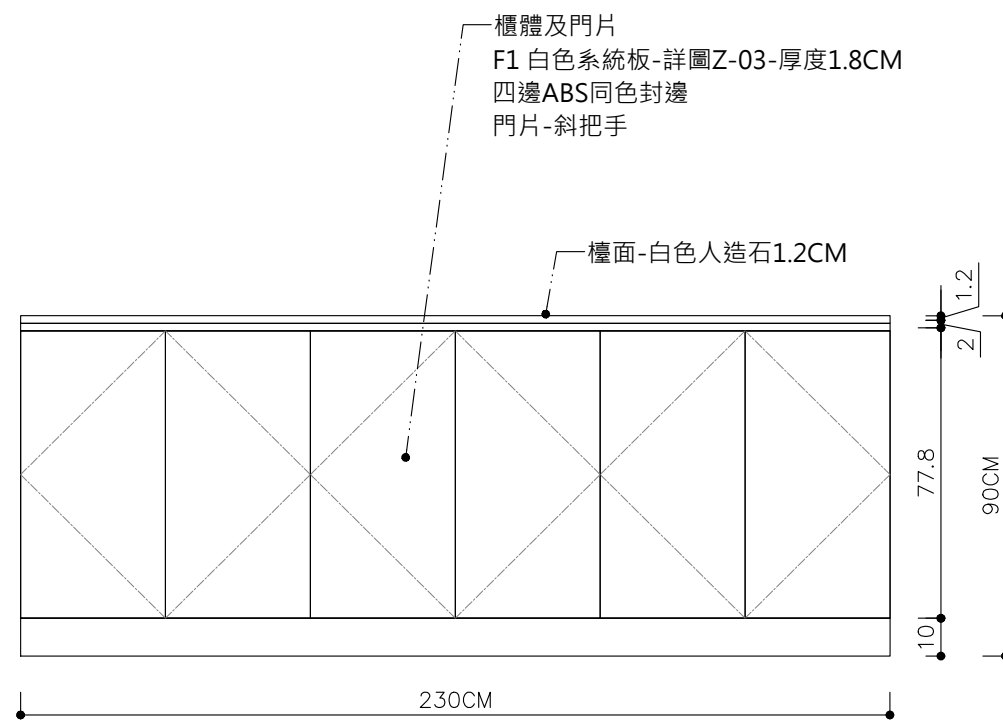 櫃體及門片
F1 白色系統板-詳圖Z-03-厚度1.8CM
四邊ABS同色封邊
門片-斜把手
檯面-白色人造石1.2CM
1.2
2
77.8
90CM
10
230CM